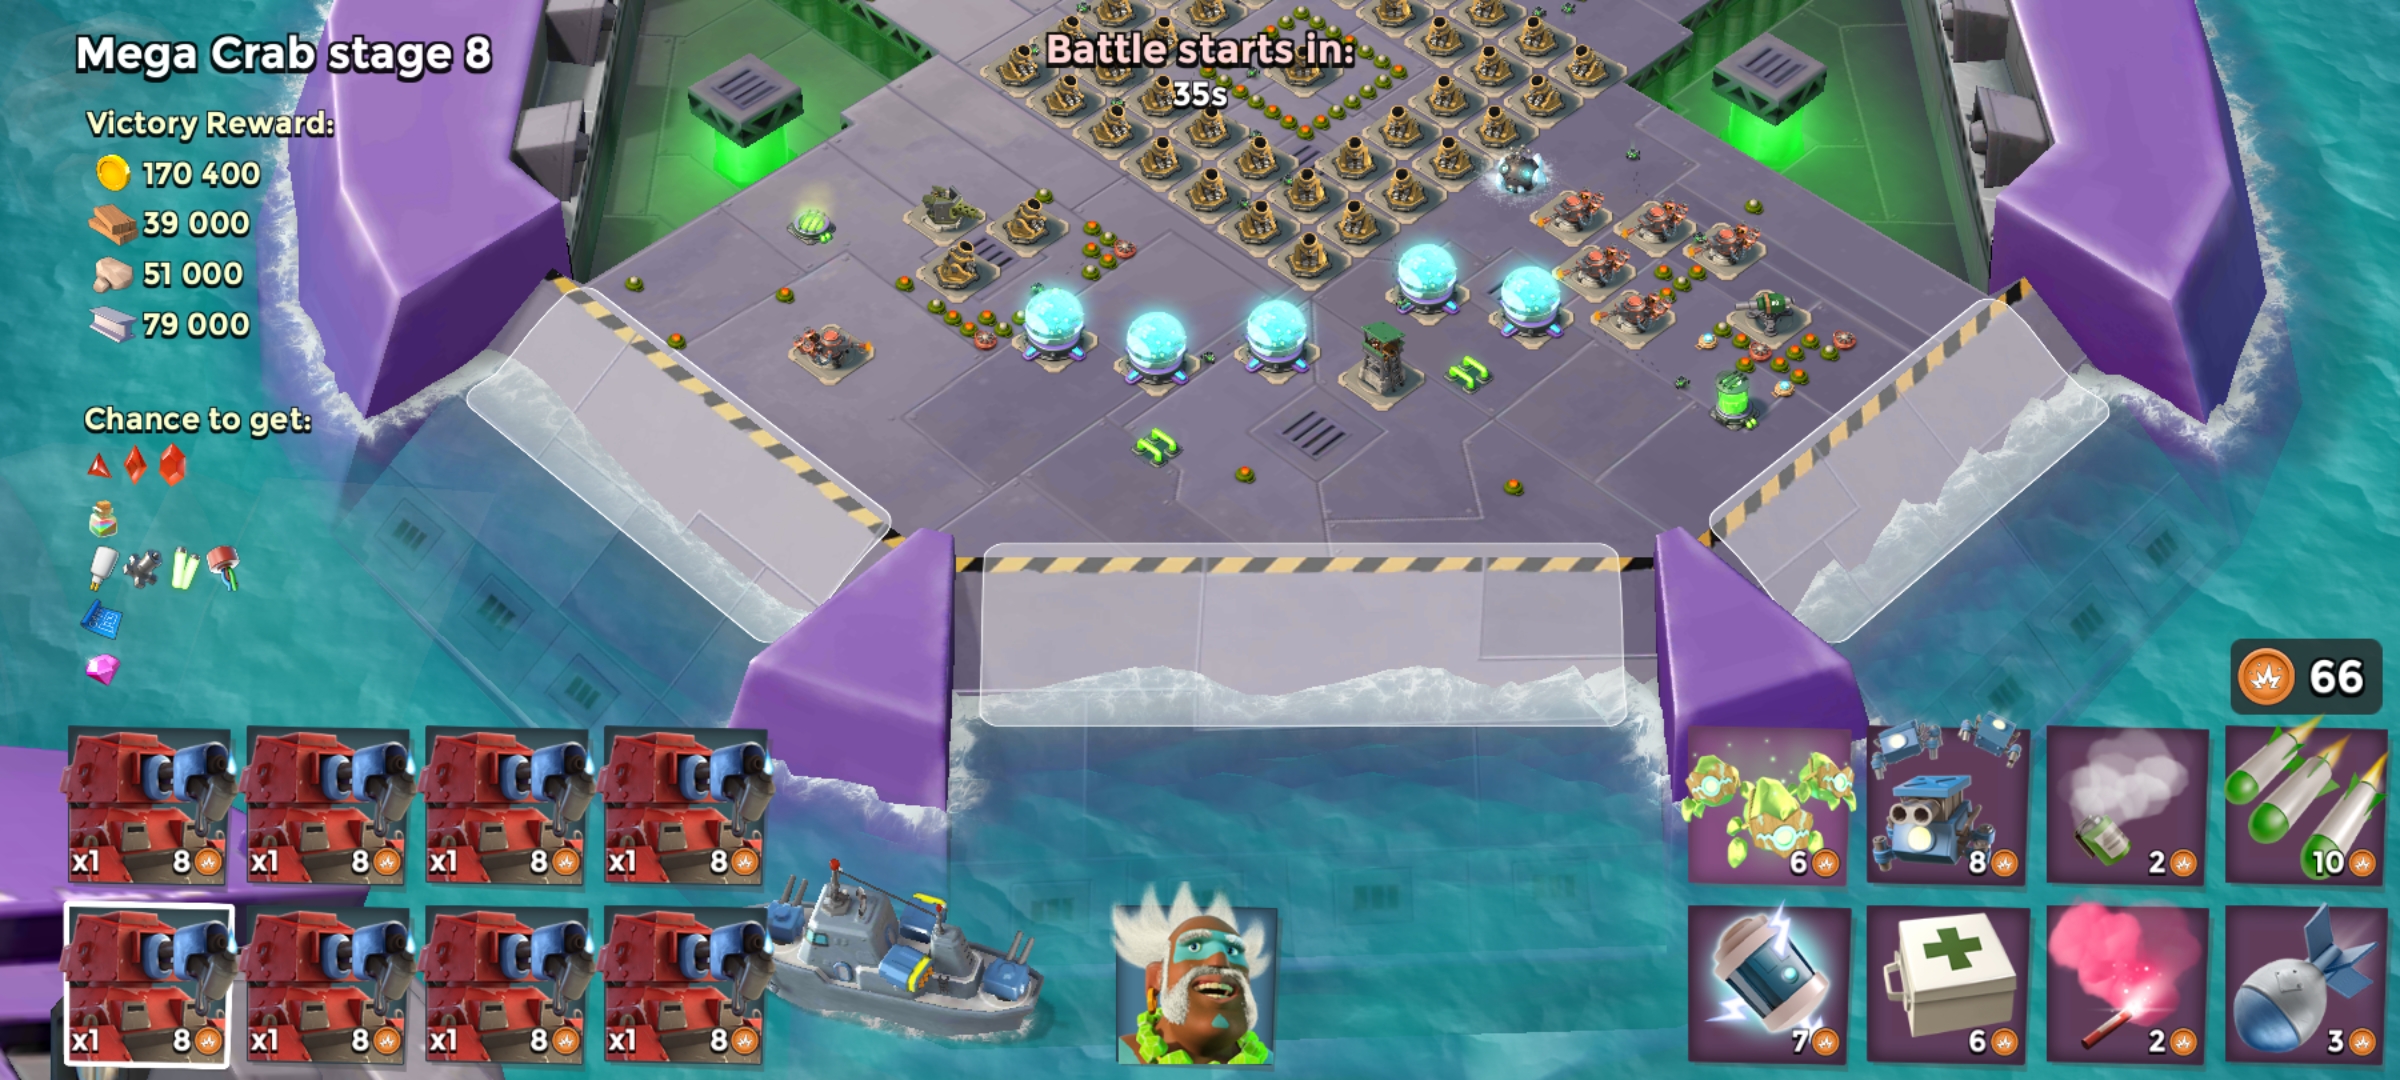 Mega Crab stage 8
Battle starts in:
35s
Victory Reward:
170 400
39 000
51 000
79 000
Chance to get:
66
x1 8
x1 8
x1 8
x1 8
6
8
2
10
x1 8
x1 8
x1 8
x1 8
7
6
2
3